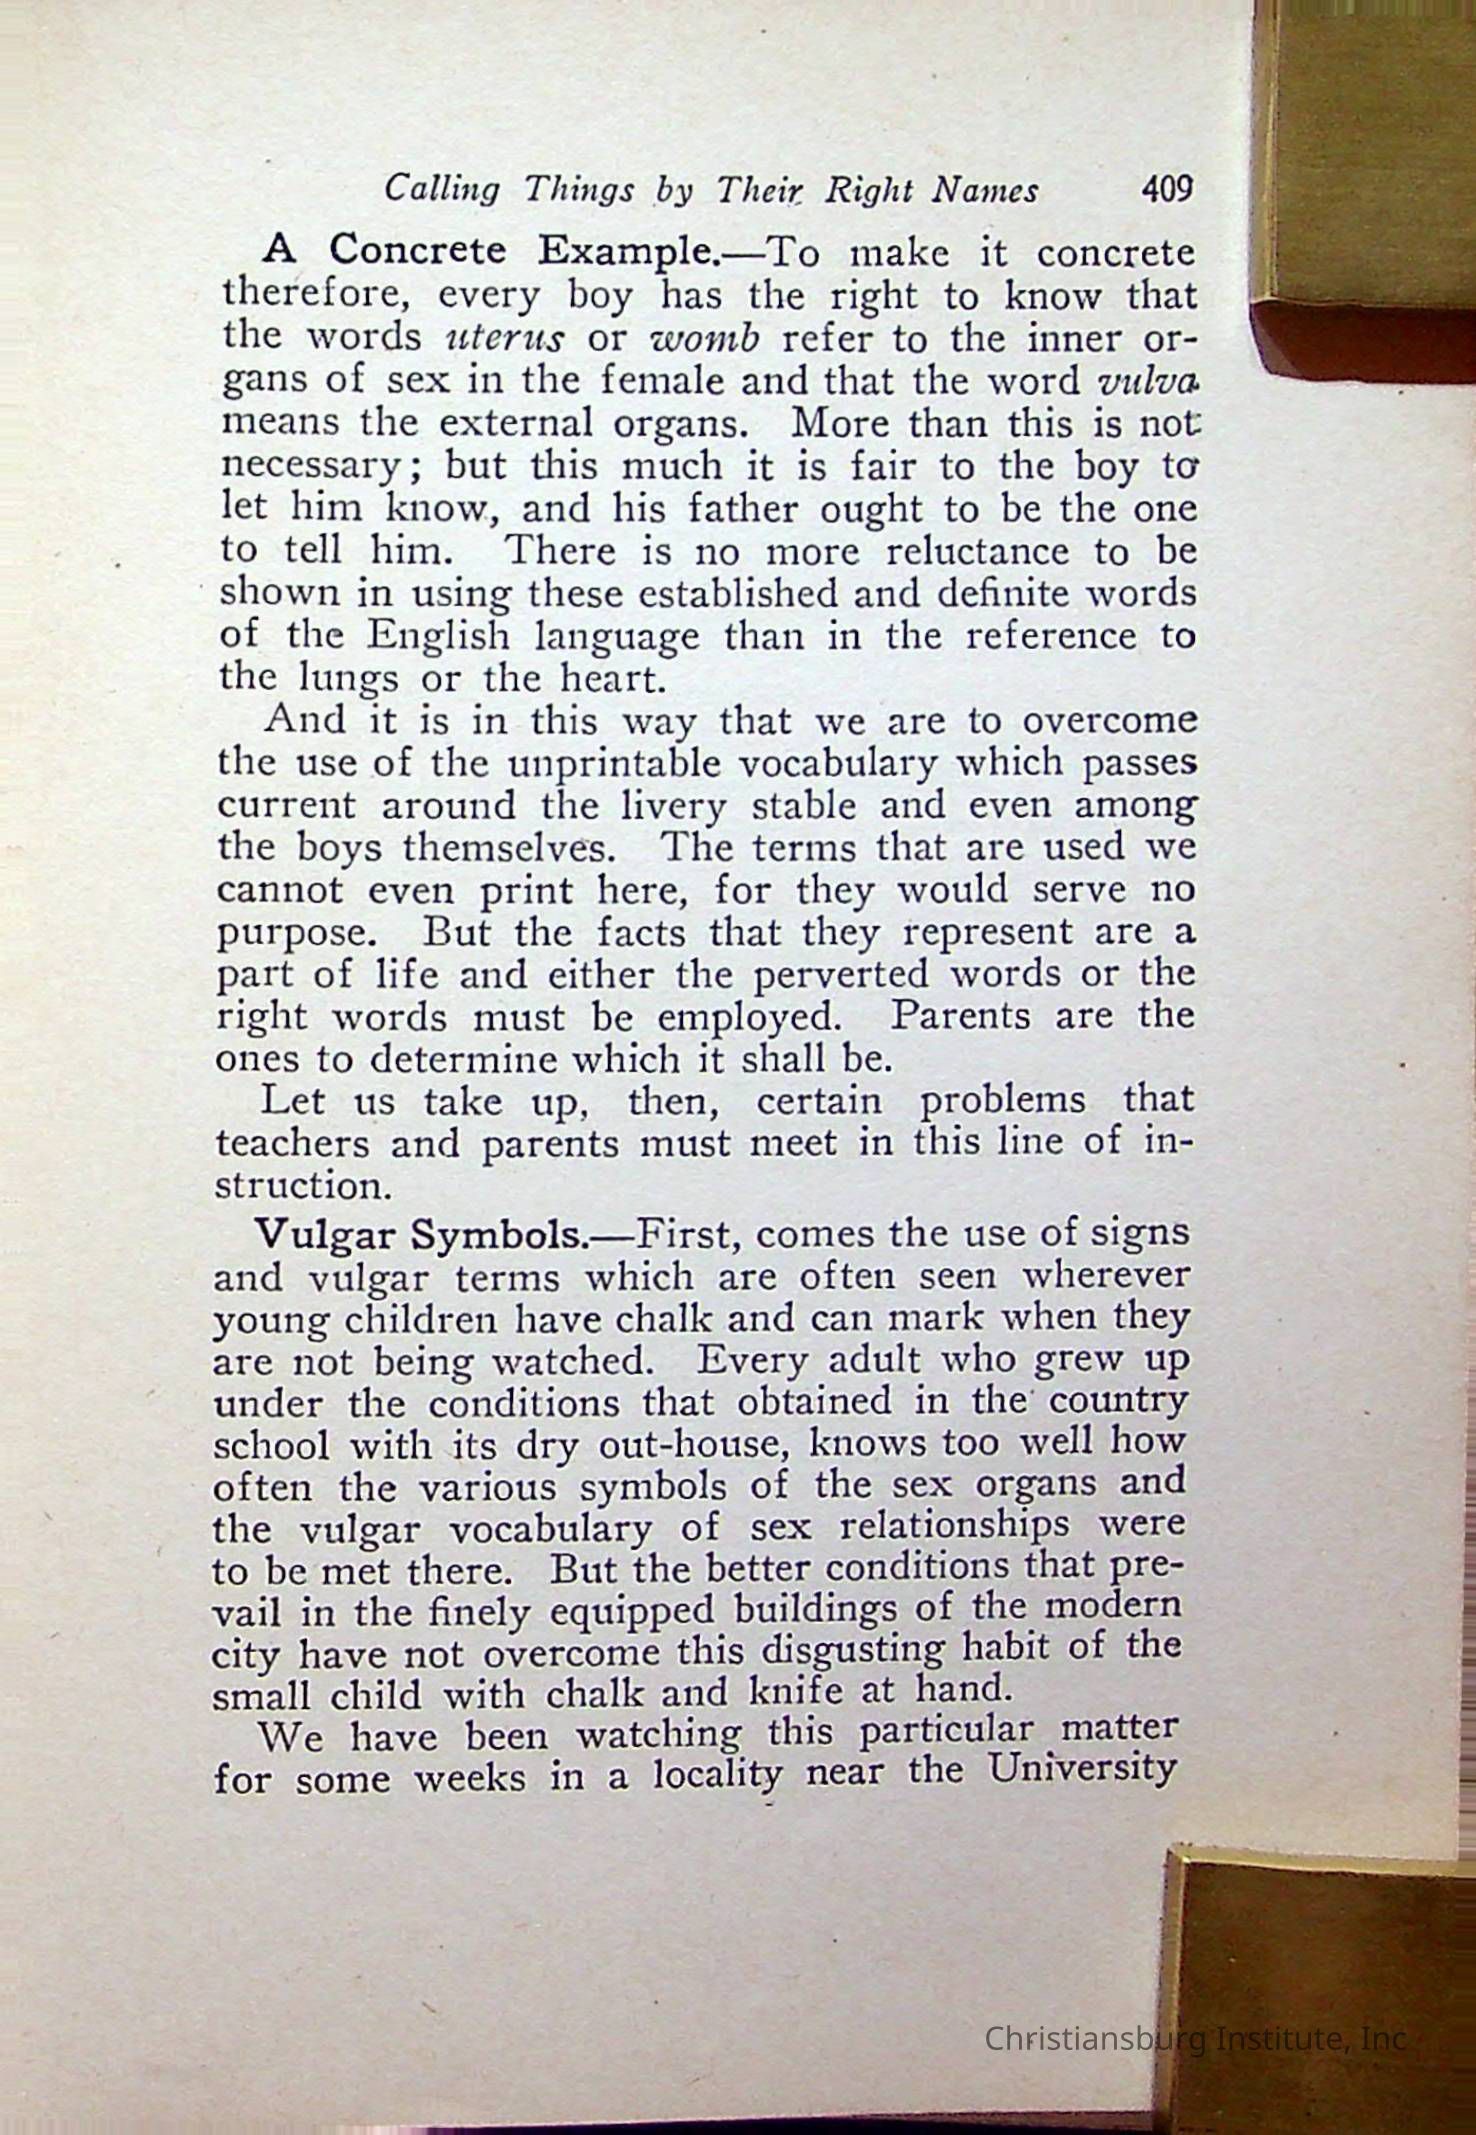 Calling Things by Their Right Names 409
A Concrete Example.—To make it concrete
therefore, every boy has the right to know that
the words uterus or womb refer to the inner or-
gans of sex in the female and that the word vulva
means the external organs. More than this is not
necessary; but this much it is fair to the boy to
let him know, and his father ought to be the one
to tell him. There is no more reluctance to be
shown in using these established and definite words
of the English language than in the reference to
the lungs or the heart.
And it is in this way that we are to overcome
the use of the unprintable vocabulary which passes
current around the livery stable and even among
the boys themselves. The terms that are used we
cannot even print here, for they would serve no
purpose. But the facts that they represent are a
part of life and either the perverted words or the
right words must be employed. Parents are the
ones to determine which it shall be.
Let us take up, then, certain problems that
teachers and parents must meet in this line of in-
struction.
Vulgar Symbols.—First, comes the use of signs
and vulgar terms which are often seen wherever
young children have chalk and can mark when they
are not being watched. Every adult who grew up
under the conditions that obtained in the country
school with its dry out-house, knows too well how
often the various symbols of the sex organs and
the vulgar vocabulary of sex relationships were
to be met there. But the better conditions that pre-
vail in the finely equipped buildings of the modern
city have not overcome this disgusting habit of the
small child with chalk and knife at hand.
We have been watching this particular matter
for some weeks in a locality near the University
Christiansburg Institute, Inc